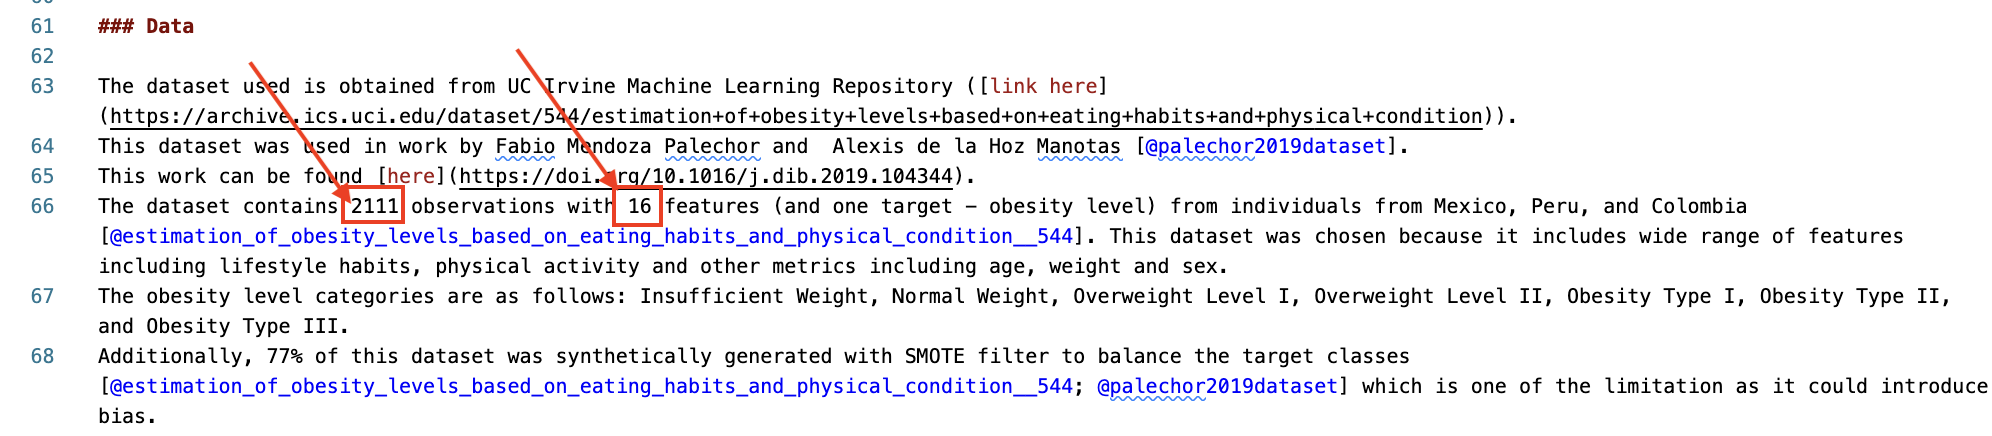 61 ### Data
62
63 The dataset used is obtained from UC Irvine Machine Learning Repository ([link here]
(https://archive.ics.uci.edu/dataset/544/estimation+of+obesity+levels+based+on+eating+habits+and+physical+condition)).
64 This dataset was used in work by Fabio Mendoza Palechor and  Alexis de la Hoz Manotas [@palechor2019dataset].
65 This work can be found [here](https://doi.org/10.1016/j.dib.2019.104344).
66 The dataset contains 2111 observations with 16 features (and one target – obesity level) from individuals from Mexico, Peru, and Colombia
[@estimation_of_obesity_levels_based_on_eating_habits_and_physical_condition__544]. This dataset was chosen because it includes wide range of features
including lifestyle habits, physical activity and other metrics including age, weight and sex.
67 The obesity level categories are as follows: Insufficient Weight, Normal Weight, Overweight Level I, Overweight Level II, Obesity Type I, Obesity Type II,
and Obesity Type III.
68 Additionally, 77% of this dataset was synthetically generated with SMOTE filter to balance the target classes
[@estimation_of_obesity_levels_based_on_eating_habits_and_physical_condition__544; @palechor2019dataset] which is one of the limitation as it could introduce
bias.